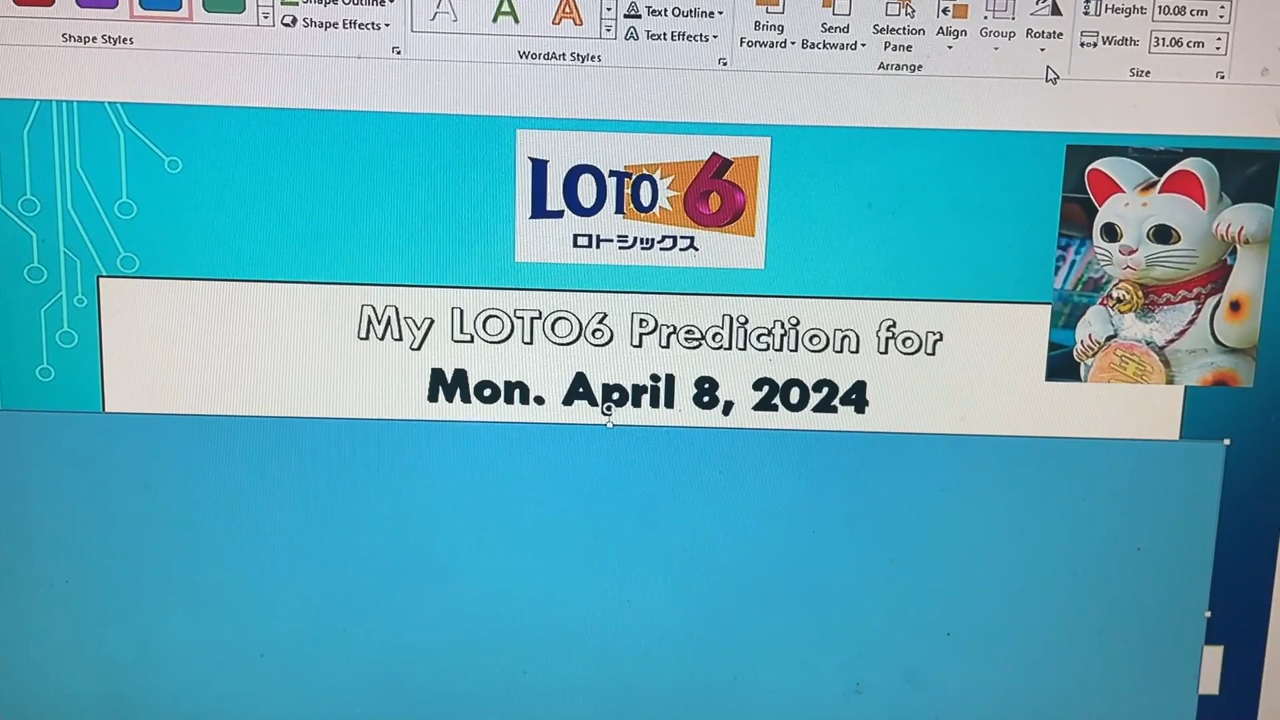 Shape Outline
Shape Effects
Shape Styles
Text Outline
Text Effects
WordArt Styles
Bring Forward
Send Backward
Selection Pane
Align
Group
Rotate
Arrange
Height: 10.08 cm
Width: 31.06 cm
Size
LOTO 6
ロトシックス
My LOTO6 Prediction for
Mon. April 8, 2024